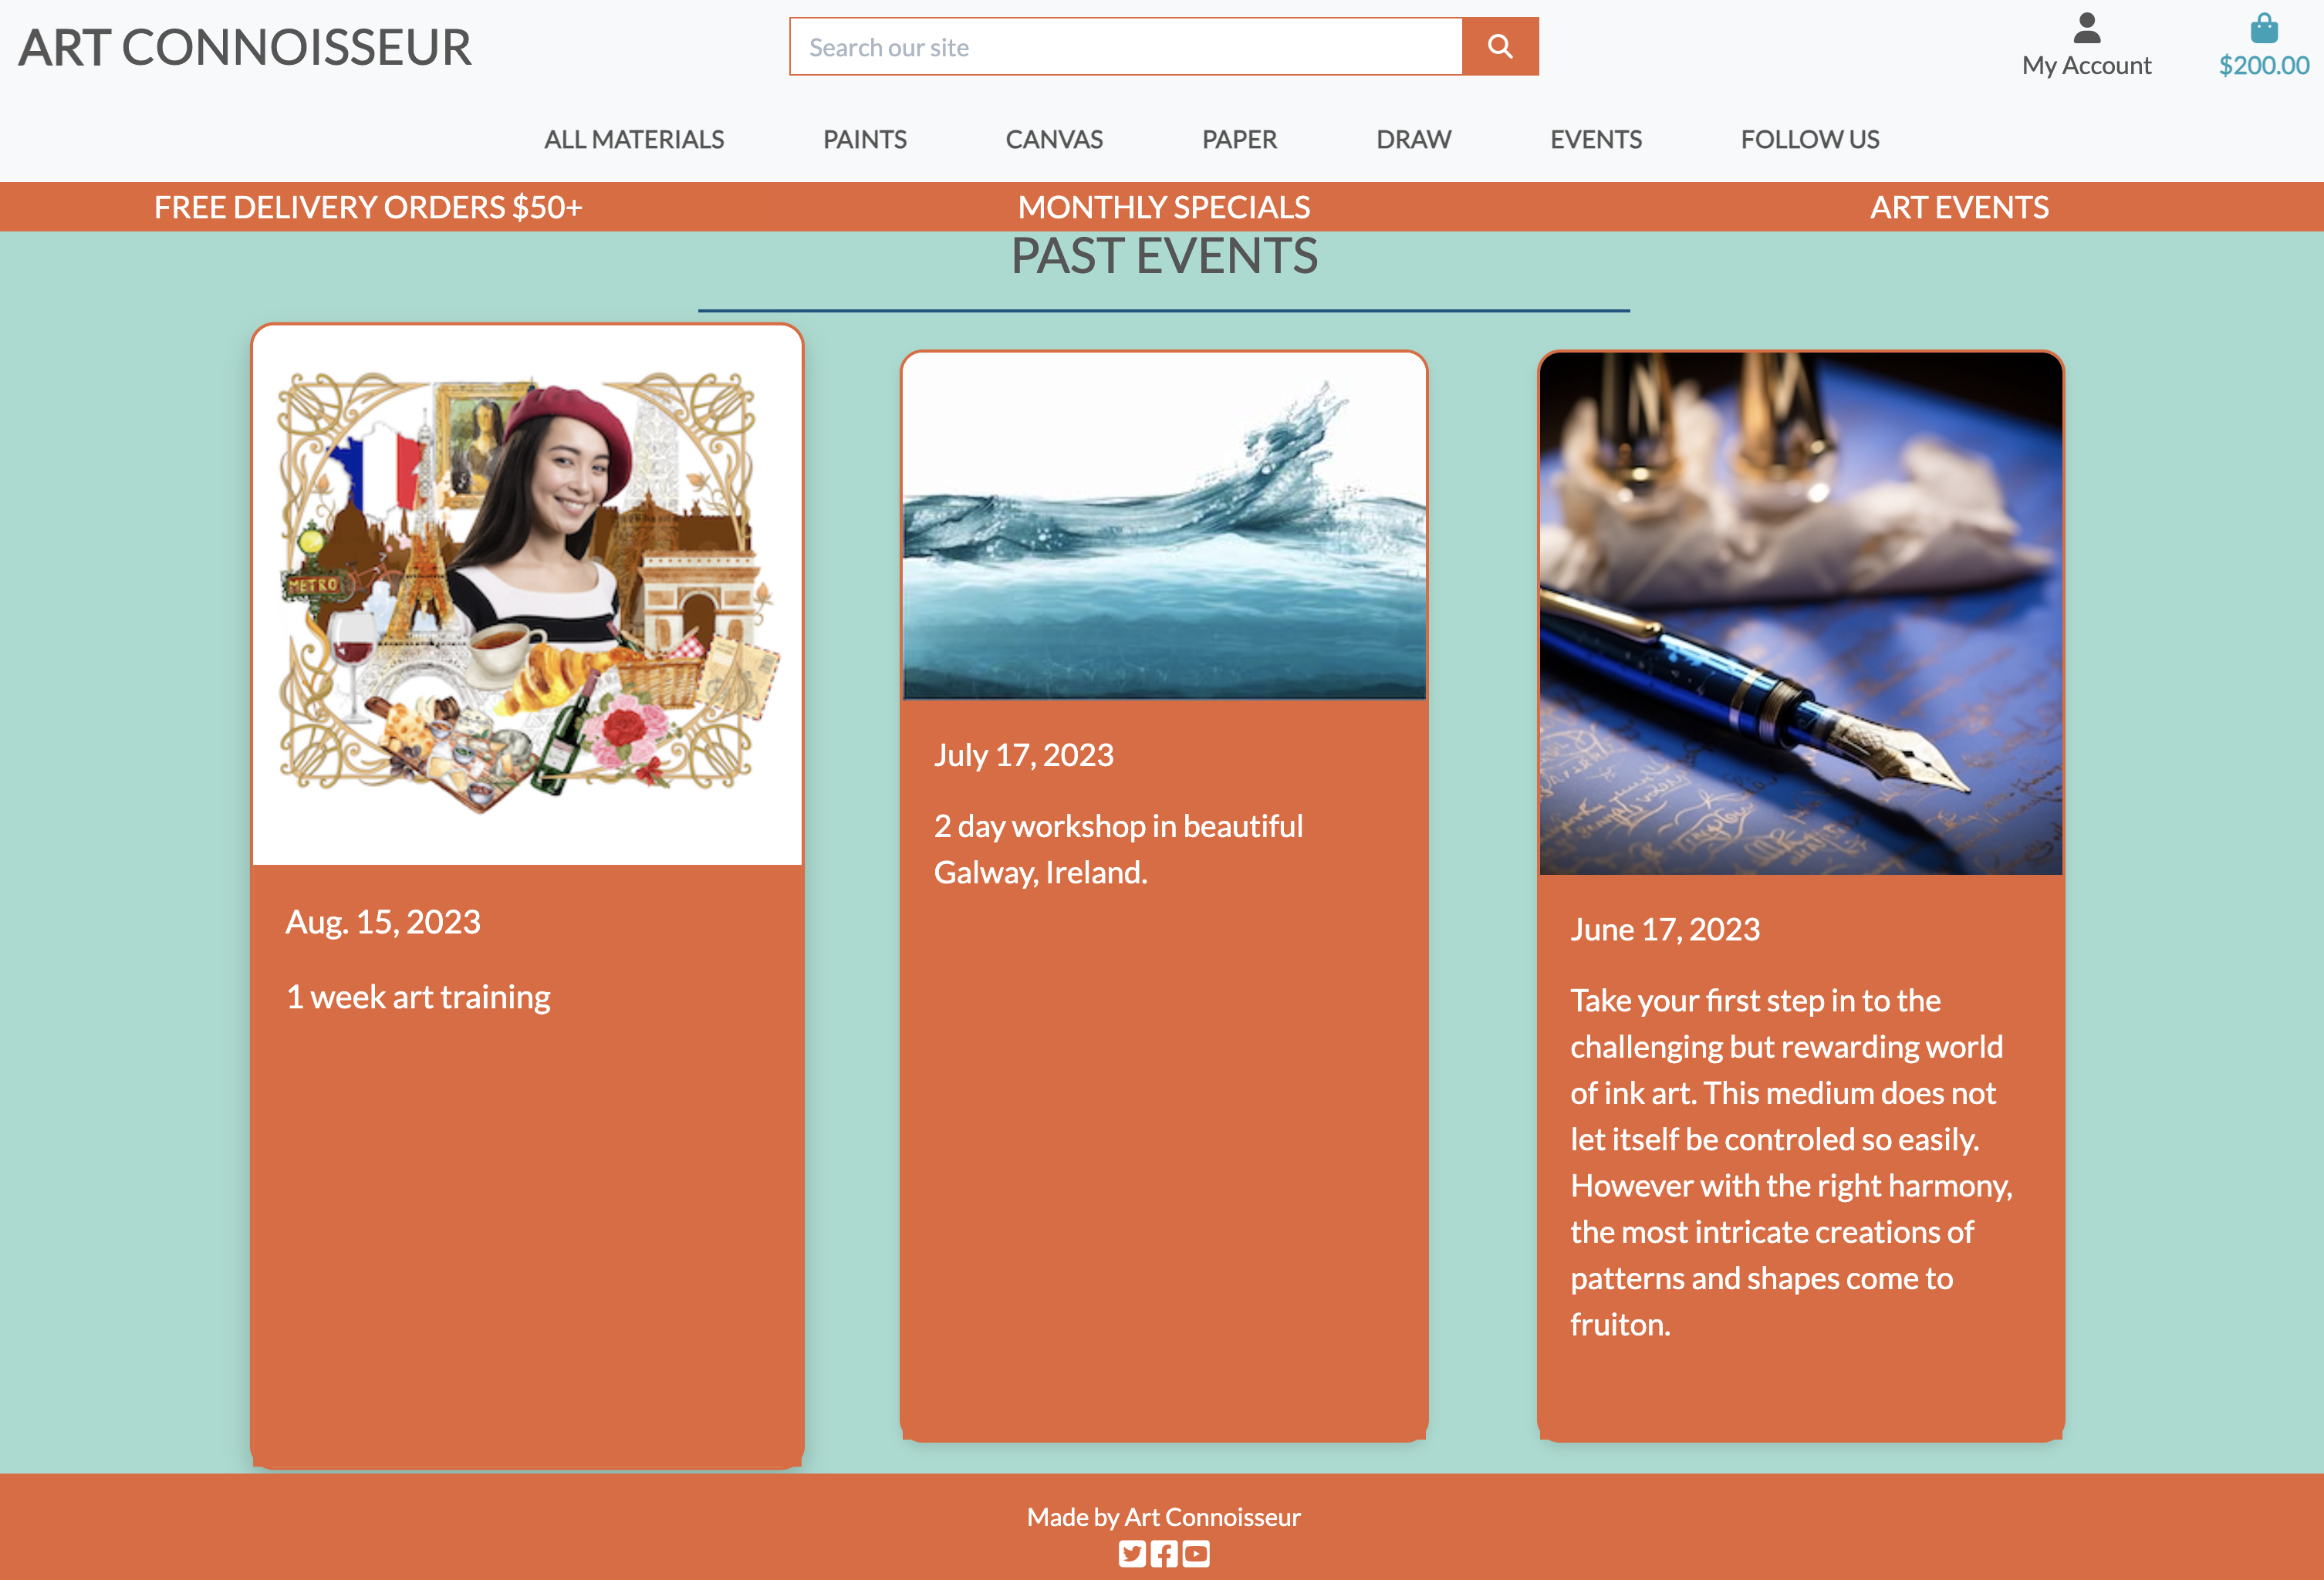 ART CONNOISSEUR
Search our site
My Account
$200.00
ALL MATERIALS
PAINTS
CANVAS
PAPER
DRAW
EVENTS
FOLLOW US
FREE DELIVERY ORDERS $50+
MONTHLY SPECIALS
ART EVENTS
PAST EVENTS
METRO
Aug. 15, 2023
1 week art training
July 17, 2023
2 day workshop in beautiful
Galway, Ireland.
June 17, 2023
Take your first step in to the
challenging but rewarding world
of ink art. This medium does not
let itself be controled so easily.
However with the right harmony,
the most intricate creations of
patterns and shapes come to
fruiton.
Made by Art Connoisseur